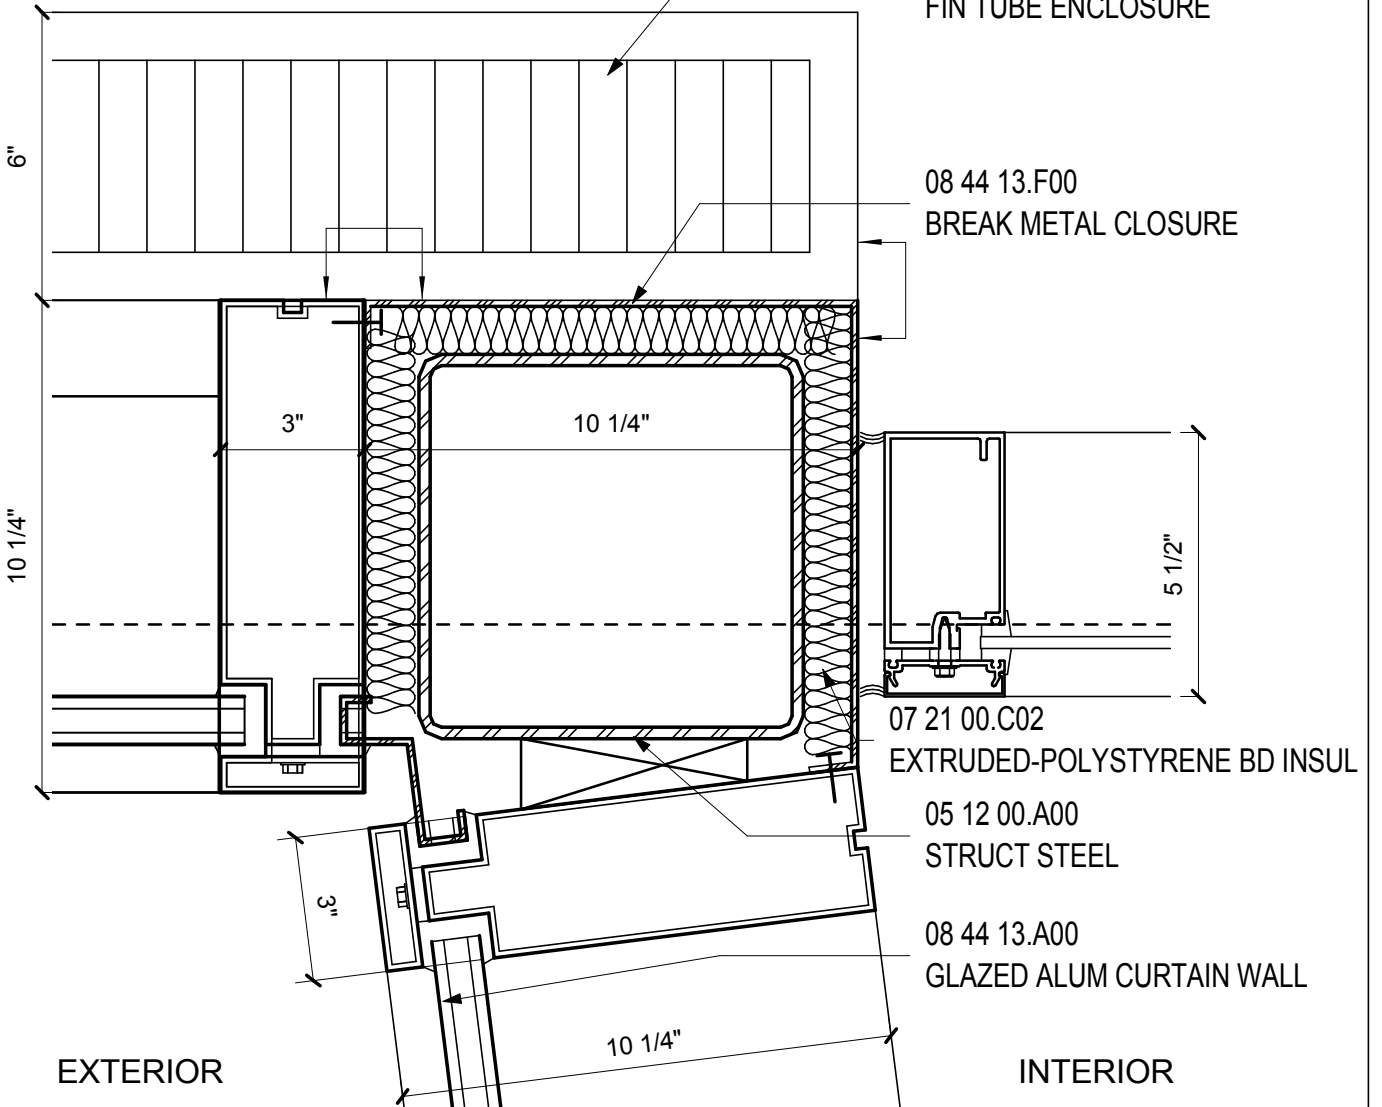 FIN TUBE ENCLOSURE
6"
08 44 13.F00
BREAK METAL CLOSURE
3"
10 1/4"
10 1/4"
5 1/2"
07 21 00.C02
EXTRUDED-POLYSTYRENE BD INSUL
05 12 00.A00
STRUCT STEEL
3"
08 44 13.A00
GLAZED ALUM CURTAIN WALL
10 1/4"
EXTERIOR
INTERIOR